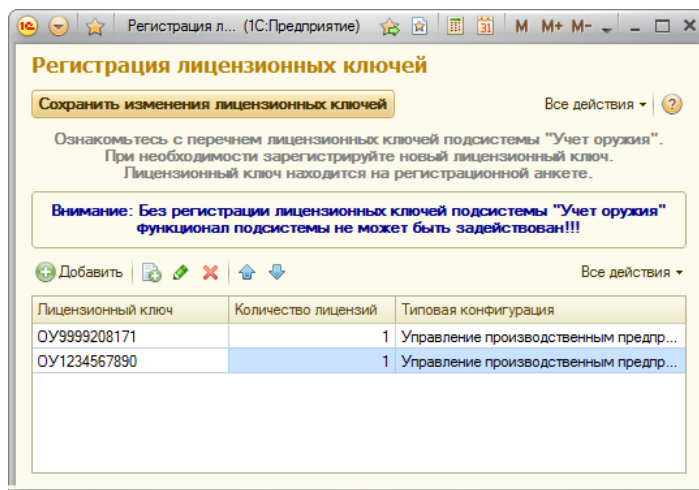 Регистрация л... (1С:Предприятие) 31 M M+ M-
Регистрация лицензионных ключей
Сохранить изменения лицензионных ключей Все действия ?
Ознакомьтесь с перечнем лицензионных ключей подсистемы "Учет оружия".
При необходимости зарегистрируйте новый лицензионный ключ.
Лицензионный ключ находится на регистрационной анкете.
Внимание: Без регистрации лицензионных ключей подсистемы "Учет оружия"
функционал подсистемы не может быть задействован!!!
Добавить Все действия
Лицензионный ключ Количество лицензий Типовая конфигурация
ОУ9999208171 1 Управление производственным предпр...
ОУ1234567890 1 Управление производственным предпр...